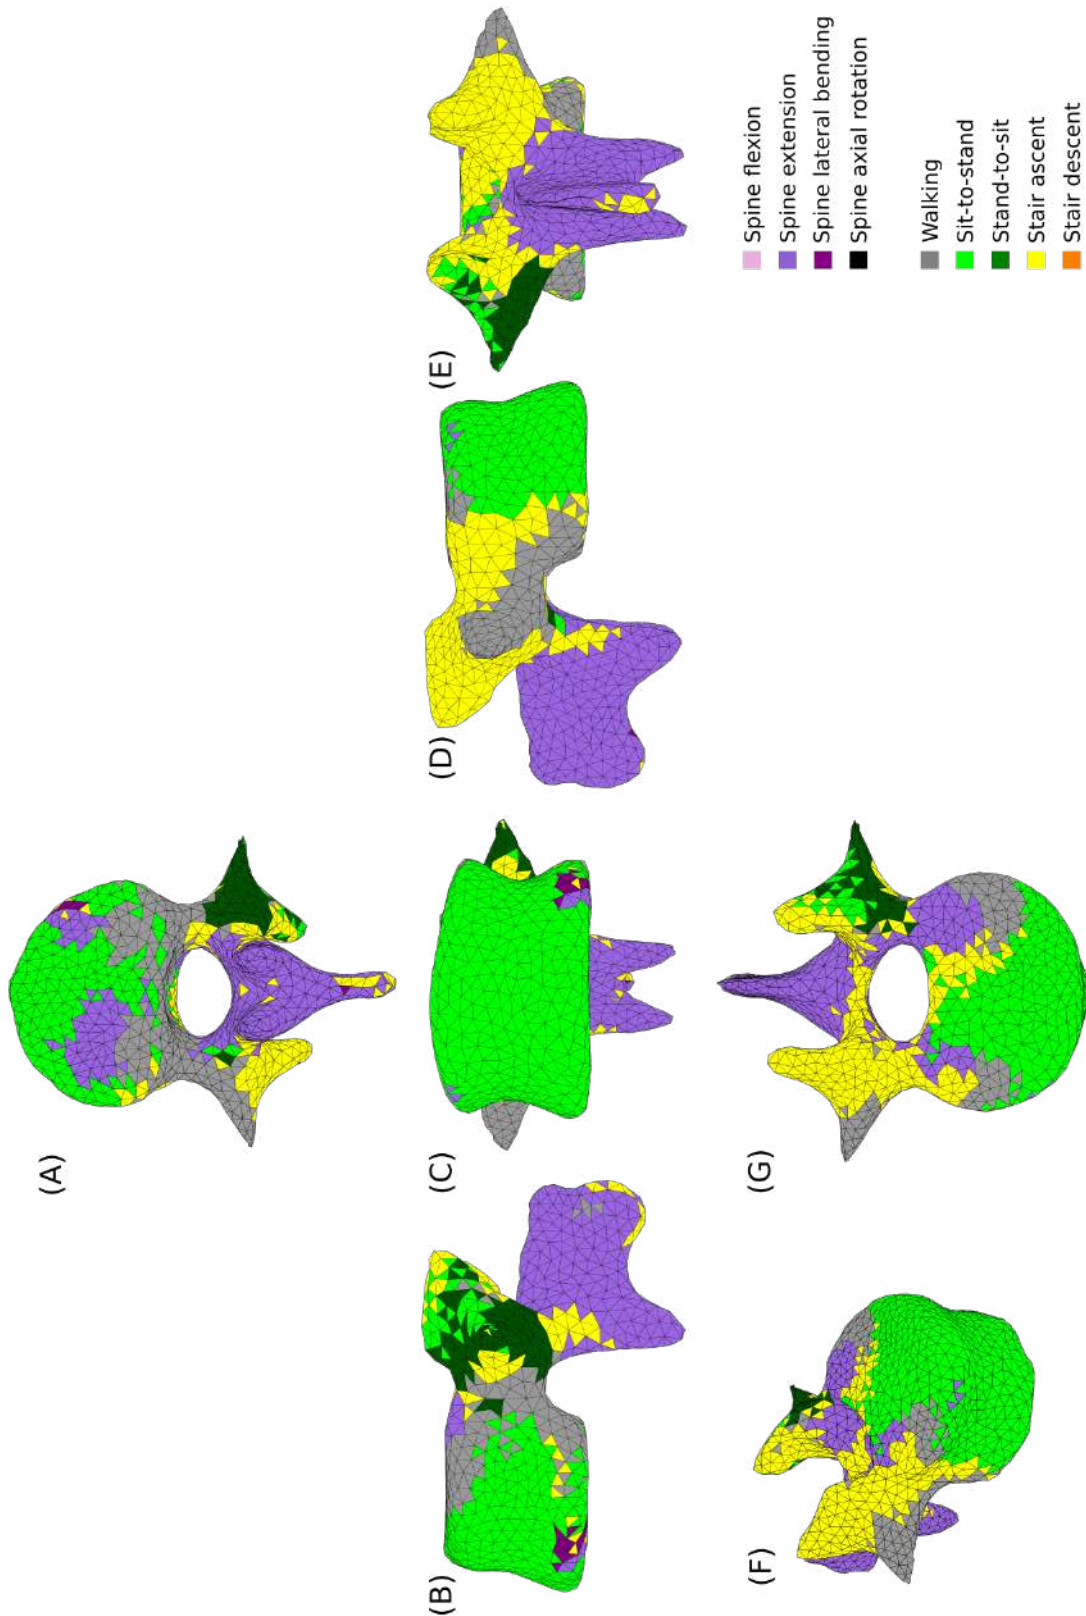 (A)
(B)
(C)
(D)
(E)
(F)
(G)
Spine flexion
Spine extension
Spine lateral bending
Spine axial rotation
Walking
Sit-to-stand
Stand-to-sit
Stair ascent
Stair descent